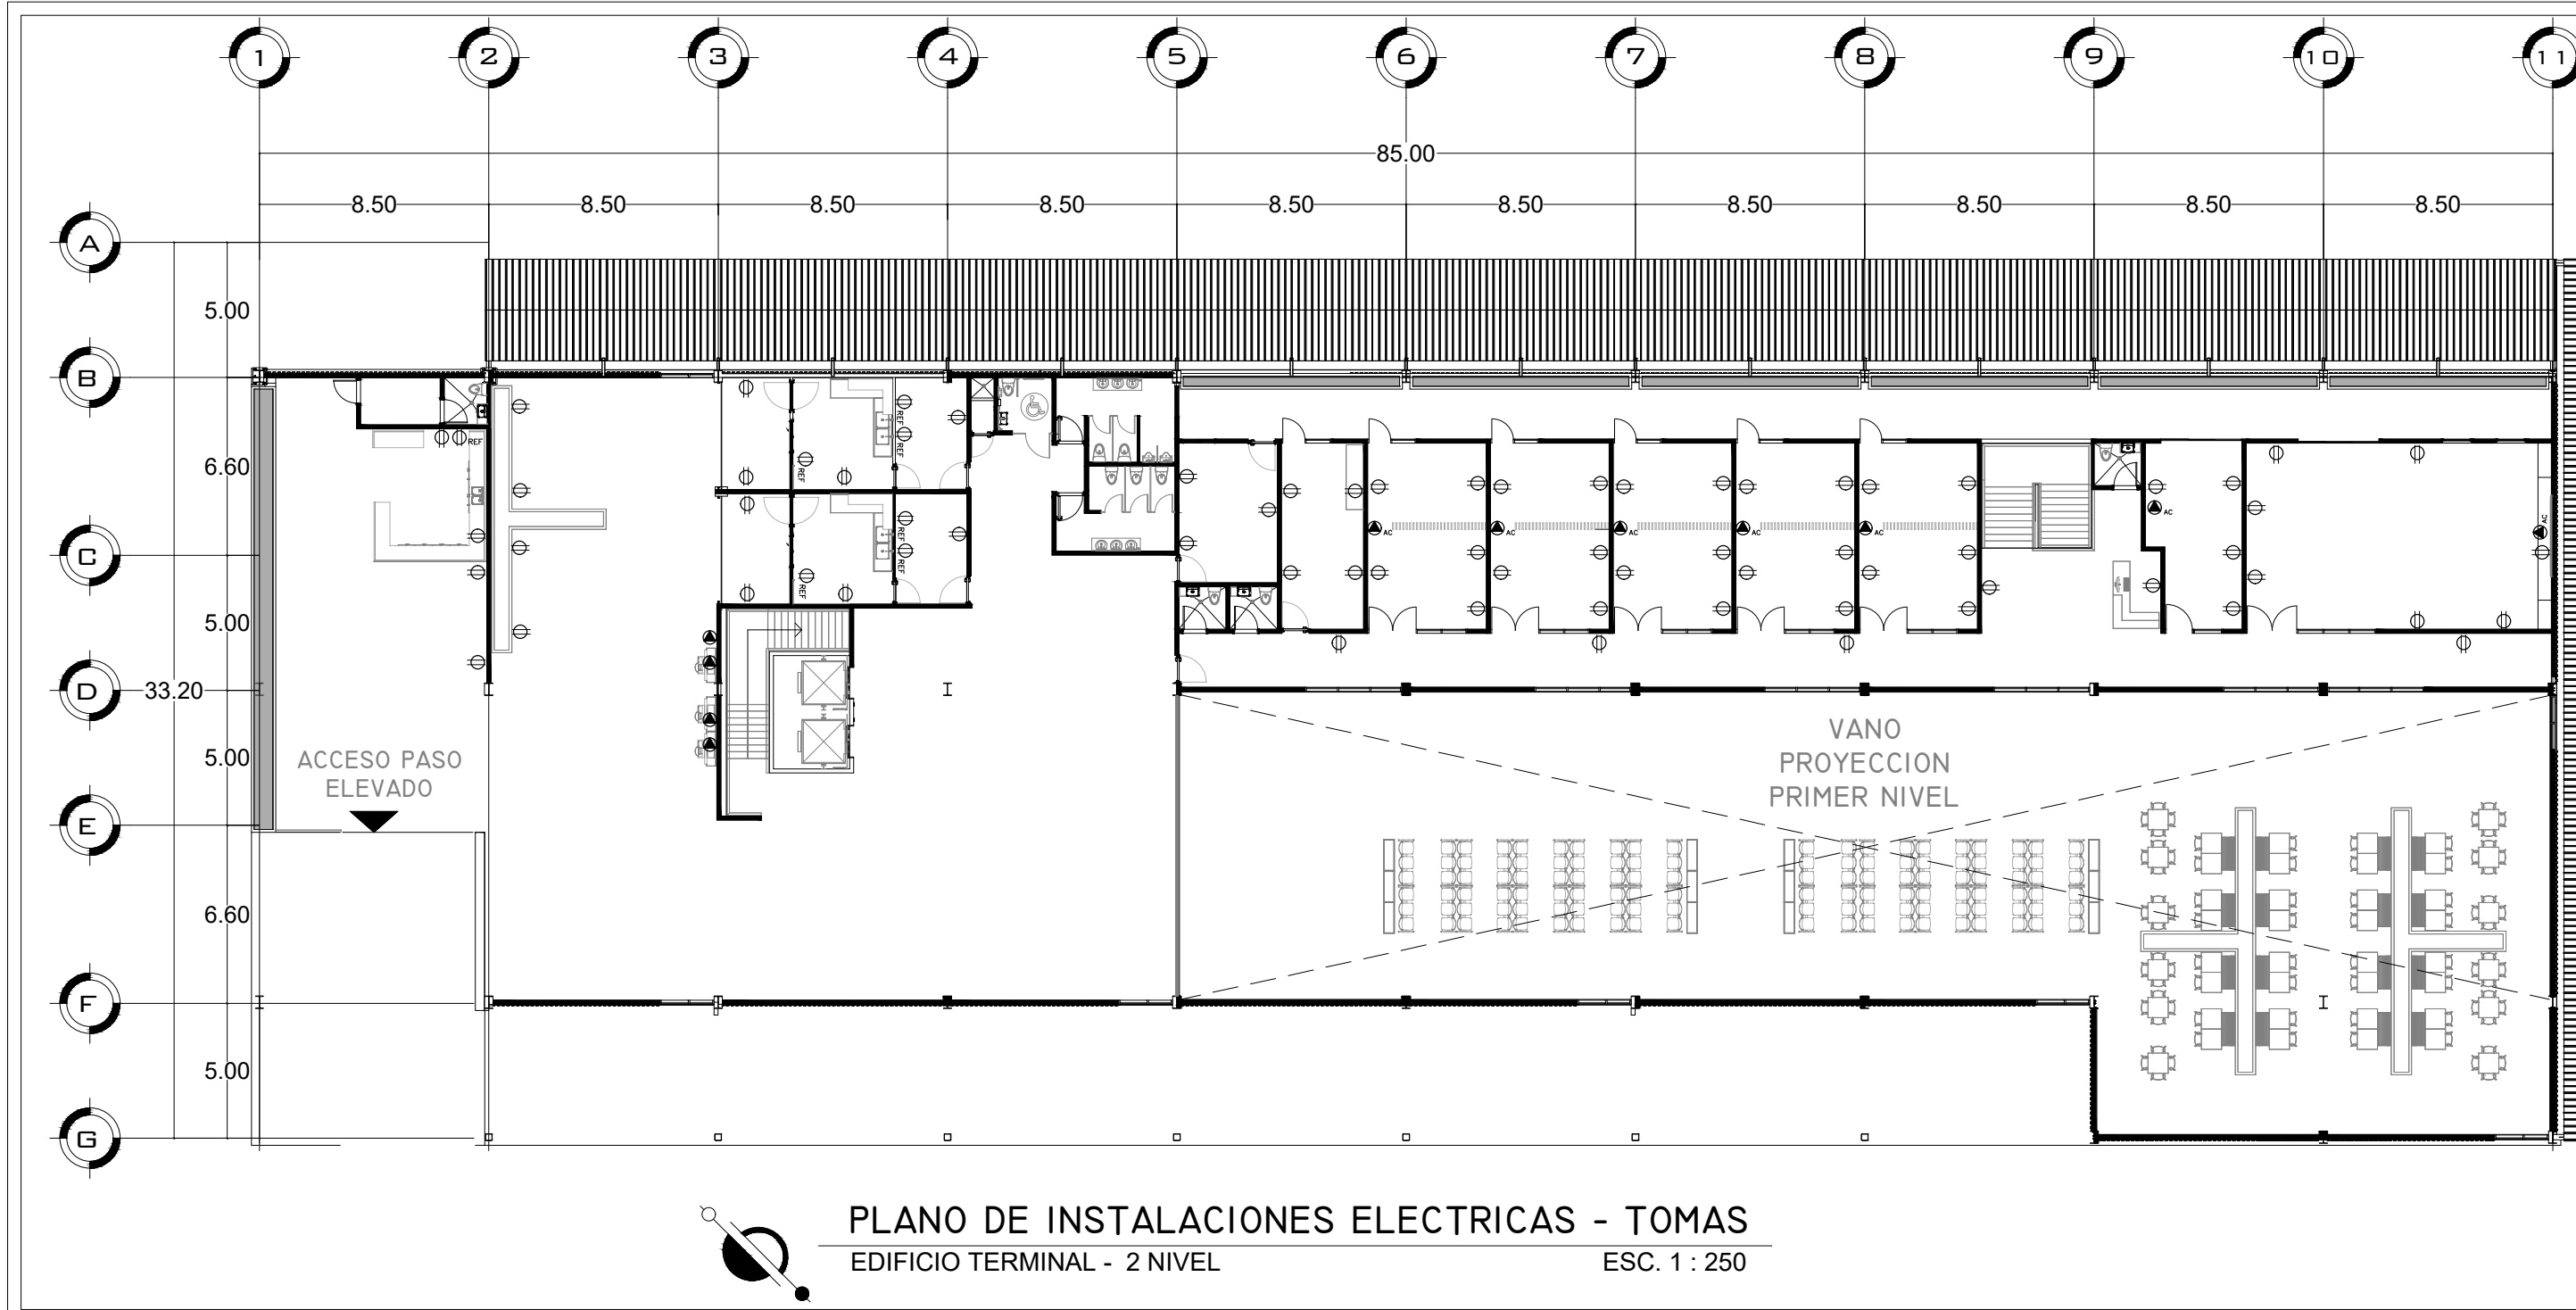 1 2 3 4 5 6 7 8 9 10 11
85.00
8.50 8.50 8.50 8.50 8.50 8.50 8.50 8.50 8.50 8.50
A
5.00
B
6.60
C
5.00
D
33.20
5.00
E
6.60
F
5.00
G
REF
REF
REF
REF
REF
REF
REF
AC AC AC AC AC AC AC
ACCESO PASO
ELEVADO
VANO
PROYECCION
PRIMER NIVEL
PLANO DE INSTALACIONES ELECTRICAS - TOMAS
EDIFICIO TERMINAL - 2 NIVEL ESC. 1 : 250